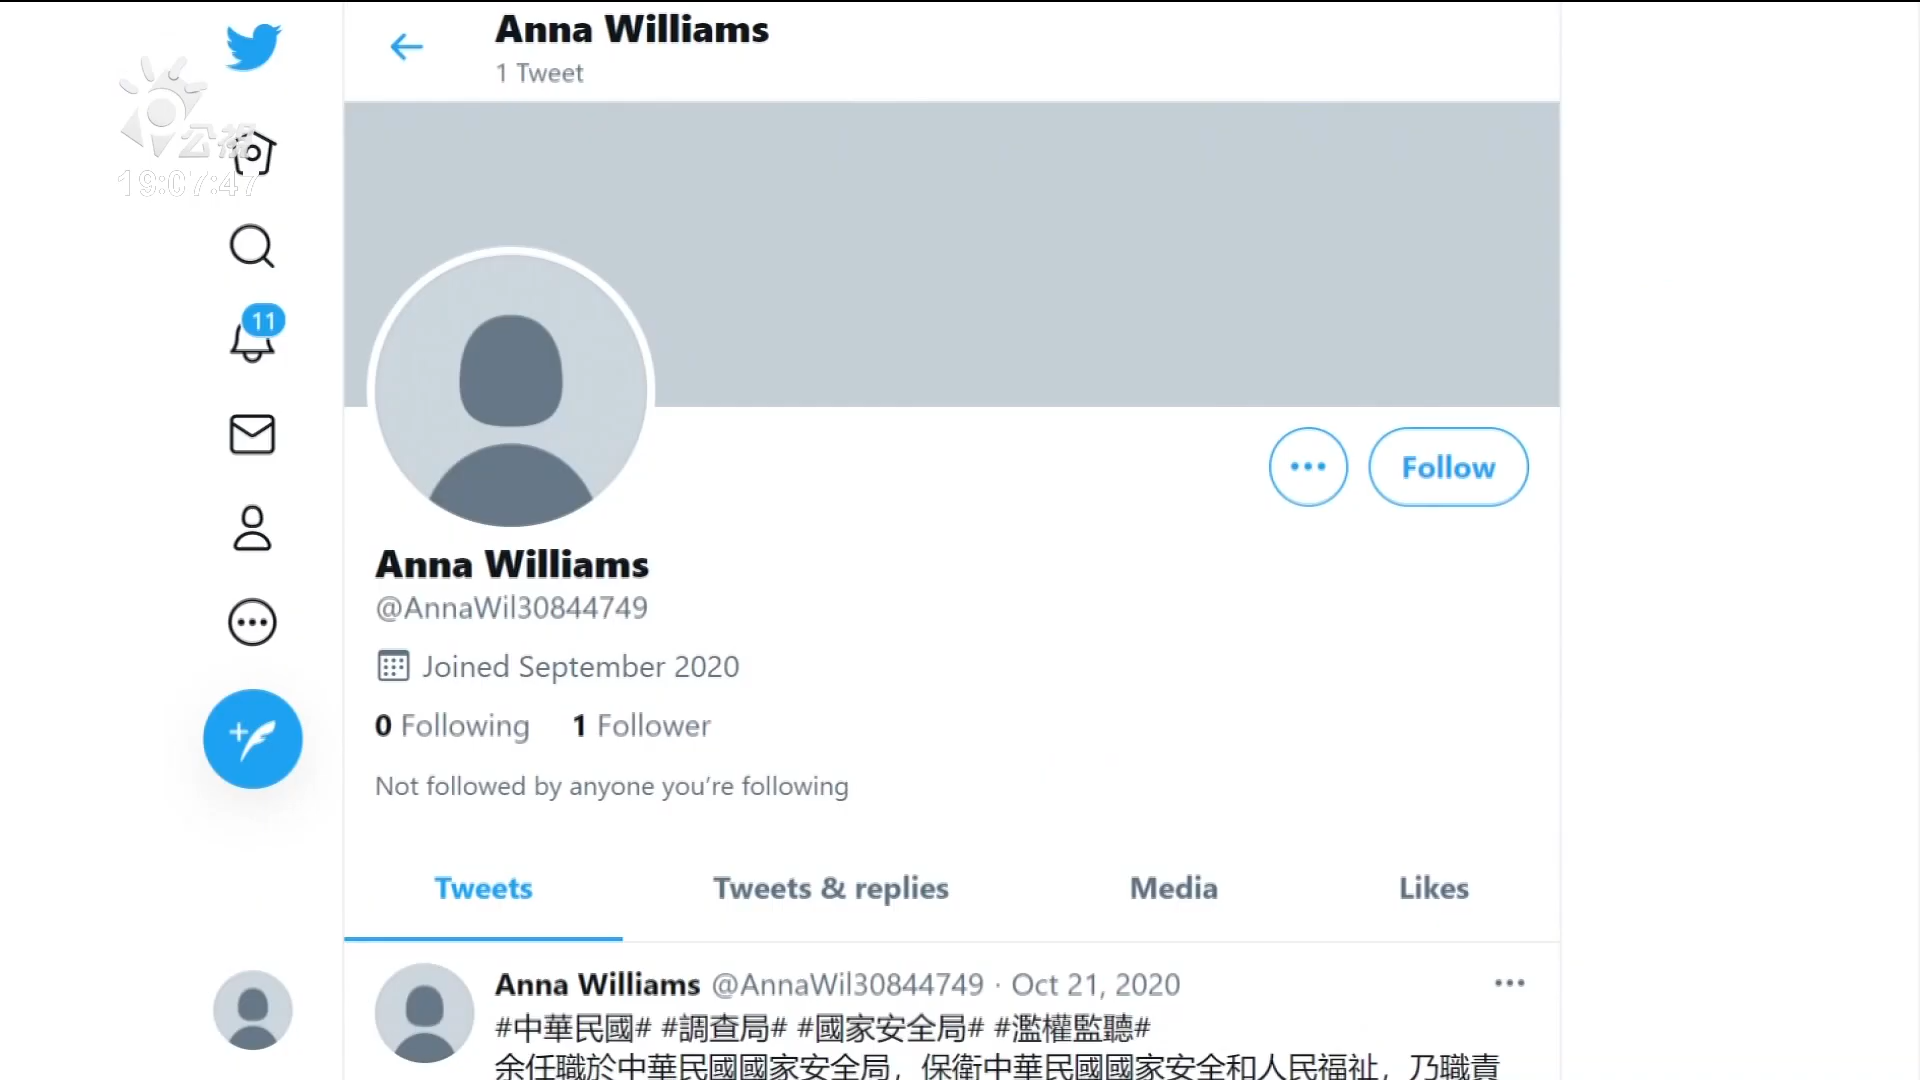 Anna Williams
1 Tweet
公視
19:07:47
11
Follow
Anna Williams
@AnnaWil30844749
Joined September 2020
0 Following 1 Follower
Not followed by anyone you’re following
Tweets Tweets & replies Media Likes
Anna Williams @AnnaWil30844749 · Oct 21, 2020
#中華民國# #調查局# #國家安全局# #濫權監聽#
余任職於中華民國國家安全局，保衛中華民國國家安全和人民福祉，乃職責